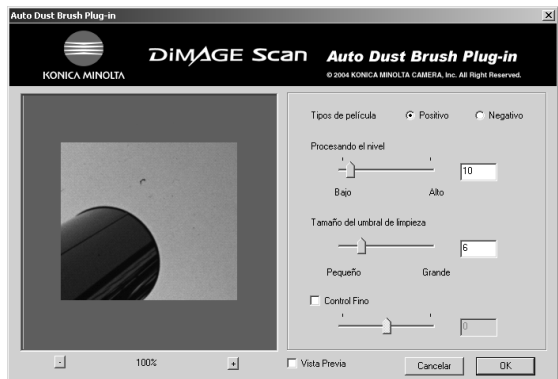 Auto Dust Brush Plug-in
KONICA MINOLTA
DiMAGE Scan
Auto Dust Brush Plug-in
© 2004 KONICA MINOLTA CAMERA, Inc. All Right Reserved.
Tipos de película
Positivo
Negativo
Procesando el nivel
10
Bajo
Alto
Tamaño del umbral de limpieza
6
Pequeño
Grande
Control Fino
0
-
100%
+
Vista Previa
Cancelar
OK